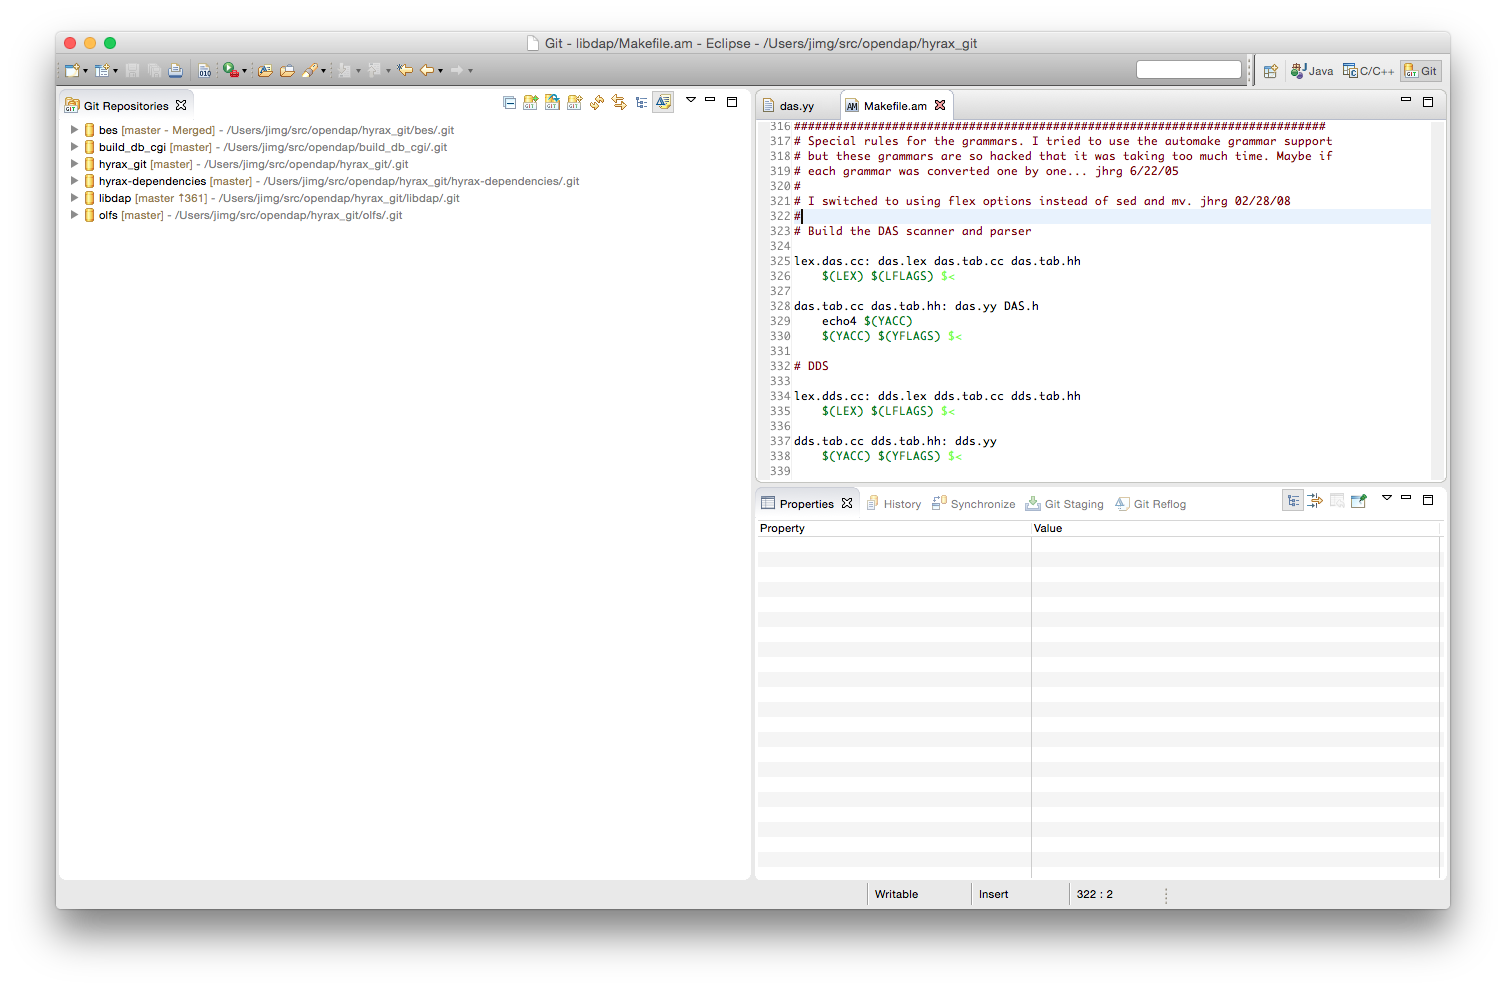 Git - libdap/Makefile.am - Eclipse - /Users/jimg/src/opendap/hyrax_git
Java
C/C++
Git
Git Repositories
bes [master - Merged] - /Users/jimg/src/opendap/hyrax_git/bes/.git
build_db_cgi [master] - /Users/jimg/src/opendap/build_db_cgi/.git
hyrax_git [master] - /Users/jimg/src/opendap/hyrax_git/.git
hyrax-dependencies [master] - /Users/jimg/src/opendap/hyrax_git/hyrax-dependencies/.git
libdap [master ↑361] - /Users/jimg/src/opendap/hyrax_git/libdap/.git
olfs [master] - /Users/jimg/src/opendap/hyrax_git/olfs/.git
das.yy
Makefile.am
316 ############################################################################
317 # Special rules for the grammars. I tried to use the automake grammar support
318 # but these grammars are so hacked that it was taking too much time. Maybe if
319 # each grammar was converted one by one... jhrg 6/22/05
320 #
321 # I switched to using flex options instead of sed and mv. jhrg 02/28/08
322 #
323 # Build the DAS scanner and parser
324
325 lex.das.cc: das.lex das.tab.cc das.tab.hh
326 $(LEX) $(LFLAGS) $<
327
328 das.tab.cc das.tab.hh: das.yy DAS.h
329 echo4 $(YACC)
330 $(YACC) $(YFLAGS) $<
331
332 # DDS
333
334 lex.dds.cc: dds.lex dds.tab.cc dds.tab.hh
335 $(LEX) $(LFLAGS) $<
336
337 dds.tab.cc dds.tab.hh: dds.yy
338 $(YACC) $(YFLAGS) $<
339
Properties
History
Synchronize
Git Staging
Git Reflog
Property
Value
Writable
Insert
322 : 2